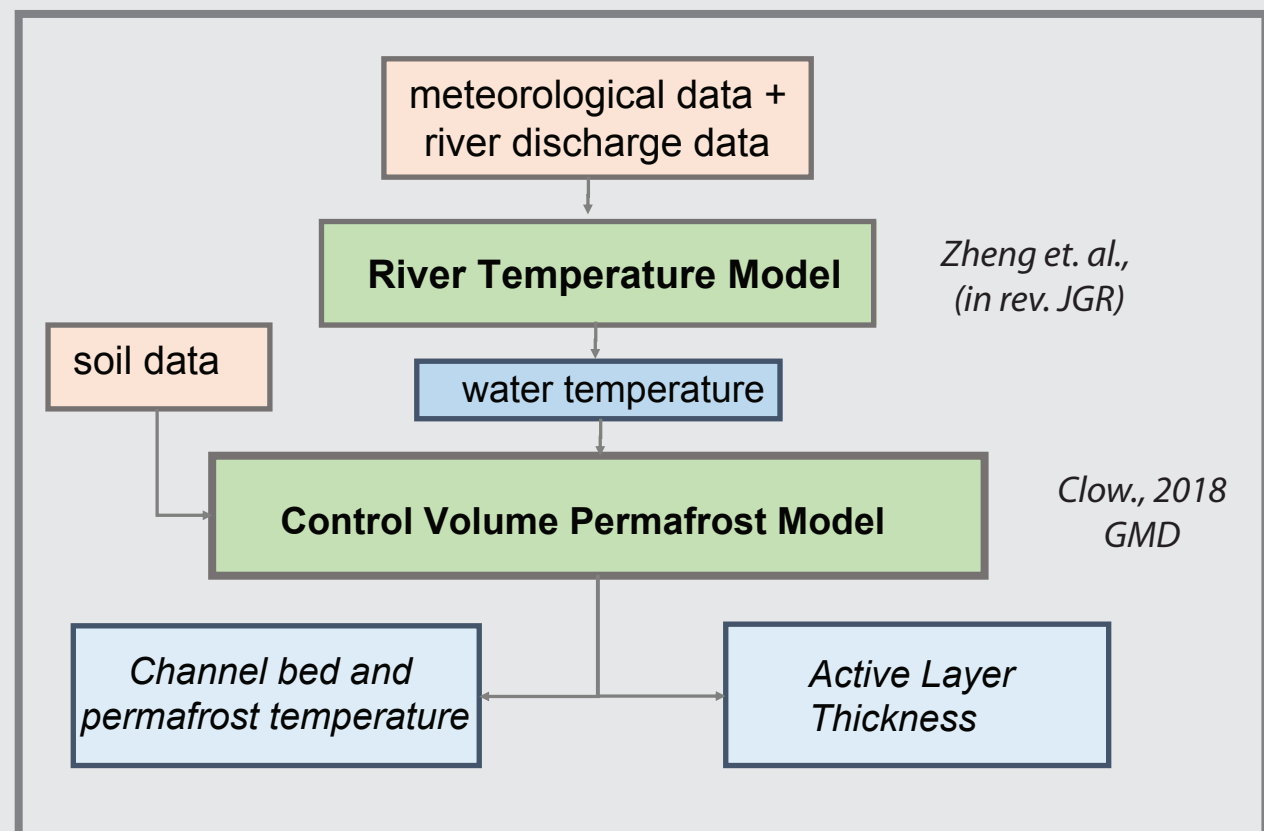 meteorological data +
river discharge data
River Temperature Model
Zheng et. al.,
(in rev. JGR)
soil data
water temperature
Control Volume Permafrost Model
Clow., 2018
GMD
Channel bed and
permafrost temperature
Active Layer
Thickness